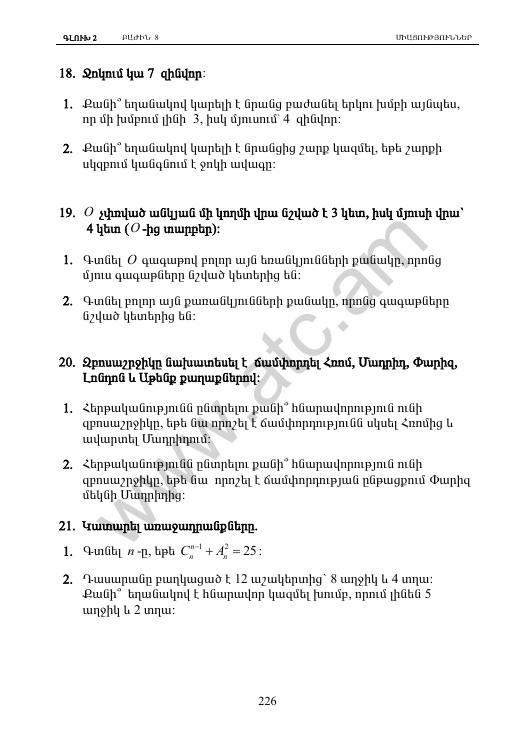 ԳԼՈՒԽ 2 ԲԱԺԻՆ 8 ՄԻԱՑՈՒԹՅՈՒՆՆԵՐ
18. Ջոկում կա 7 զինվոր:
1. Քանի՞ եղանակով կարելի է նրանց բաժանել երկու խմբի այնպես,
որ մի խմբում լինի 3, իսկ մյուսում՝ 4 զինվոր:
2. Քանի՞ եղանակով կարելի է նրանցից շարք կազմել, եթե շարքի
սկզբում կանգնում է ջոկի ավագը:
19. O չփռված անկյան մի կողմի վրա նշված է 3 կետ, իսկ մյուսի վրա՝
4 կետ (O-ից տարբեր):
1. Գտնել O գագաթով բոլոր այն եռանկյունների քանակը, որոնց
մյուս գագաթները նշված կետերից են:
2. Գտնել բոլոր այն քառանկյունների քանակը, որոնց գագաթները
նշված կետերից են:
20. Զբոսաշրջիկը նախատեսել է ճամփորդել Հռոմ, Մադրիդ, Փարիզ,
Լոնդոն և Աթենք քաղաքներով:
1. Հերթականությունն ընտրելու քանի՞ հնարավորություն ունի
զբոսաշրջիկը, եթե նա որոշել է ճամփորդությունն սկսել Հռոմից և
ավարտել Մադրիդում:
2. Հերթականությունն ընտրելու քանի՞ հնարավորություն ունի
զբոսաշրջիկը, եթե նա որոշել է ճամփորդության ընթացքում Փարիզ
մեկնի Մադրիդից:
21. Կատարել առաջադրանքները.
1. Գտնել n -ը, եթե $C_n^{n-1} + A_n^2 = 25$:
2. Դասարանը բաղկացած է 12 աշակերտից՝ 8 աղջիկ և 4 տղա:
Քանի՞ եղանակով է հնարավոր կազմել խումբ, որում լինեն 5
աղջիկ և 2 տղա:
www.atc.am
226